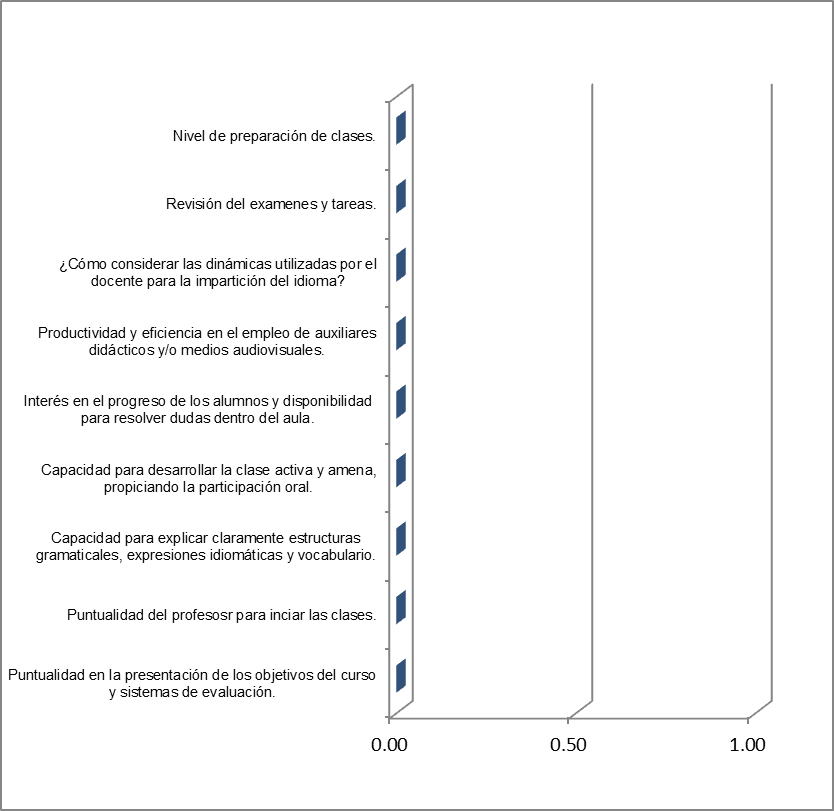 Nivel de preparación de clases.
Revisión del examenes y tareas.
¿Cómo considerar las dinámicas utilizadas por el
docente para la impartición del idioma?
Productividad y eficiencia en el empleo de auxiliares
didácticos y/o medios audiovisuales.
Interés en el progreso de los alumnos y disponibilidad
para resolver dudas dentro del aula.
Capacidad para desarrollar la clase activa y amena,
propiciando la participación oral.
Capacidad para explicar claramente estructuras
gramaticales, expresiones idiomáticas y vocabulario.
Puntualidad del profesosr para inciar las clases.
Puntualidad en la presentación de los objetivos del curso
y sistemas de evaluación.
0.00 0.50 1.00